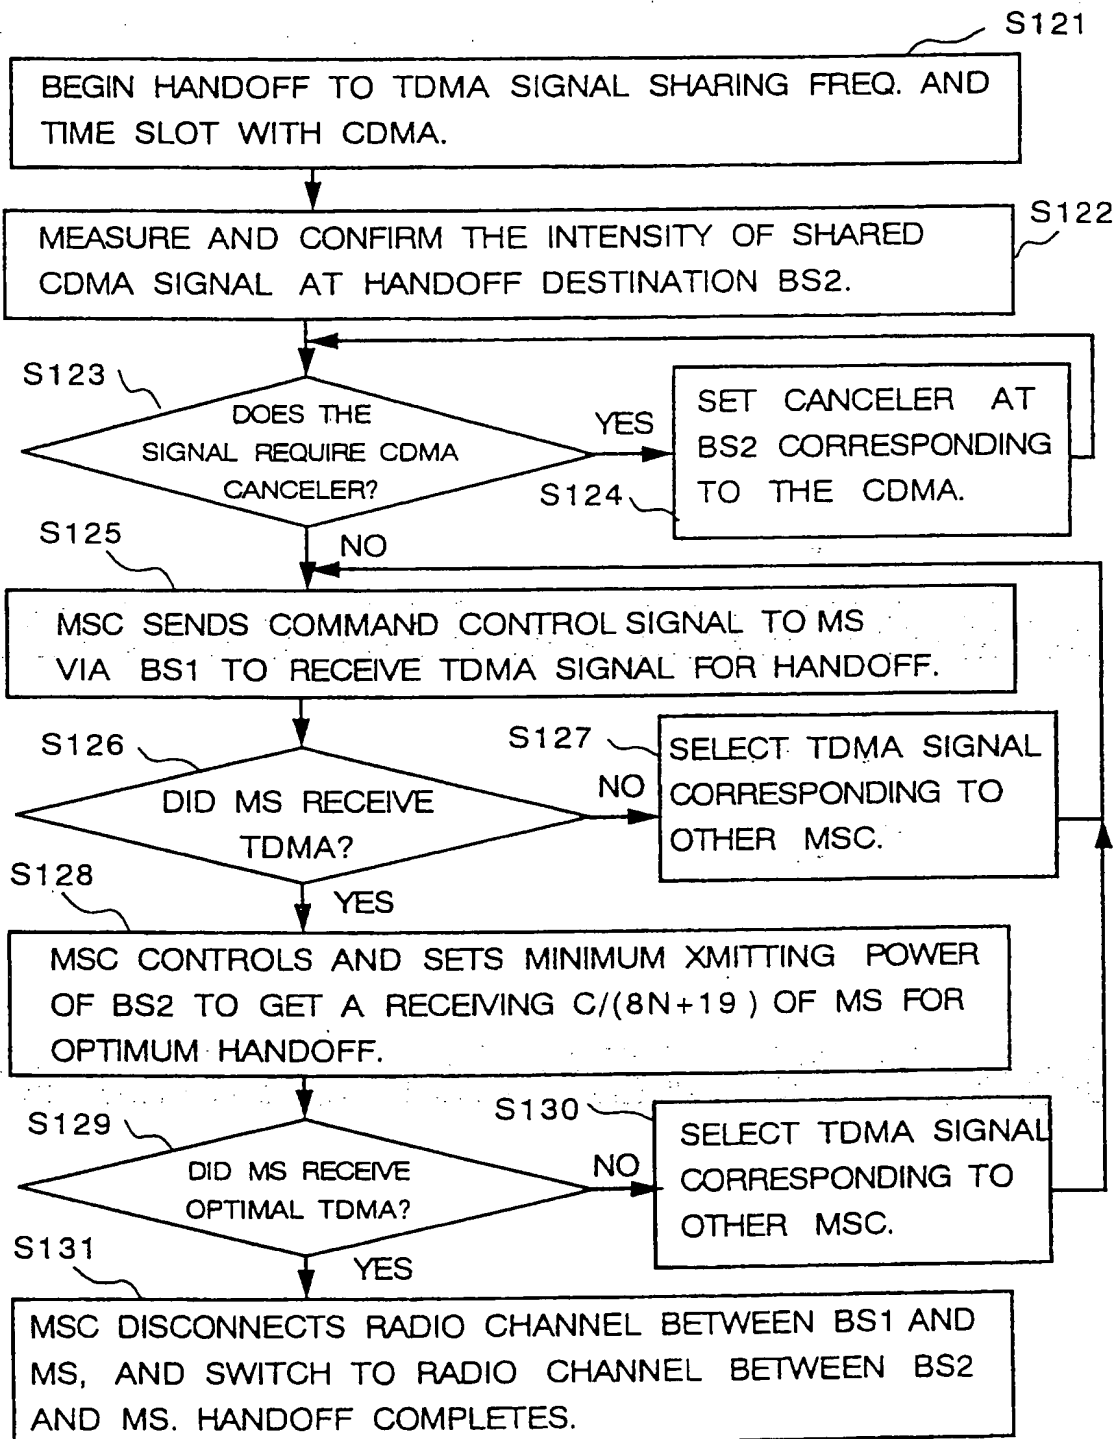 S121
BEGIN HANDOFF TO TDMA SIGNAL SHARING FREQ. AND
TIME SLOT WITH CDMA.
S122
MEASURE AND CONFIRM THE INTENSITY OF SHARED
CDMA SIGNAL AT HANDOFF DESTINATION BS2.
S123
DOES THE
SIGNAL REQUIRE CDMA
CANCELER?
YES
S124
SET CANCELER AT
BS2 CORRESPONDING
TO THE CDMA.
NO
S125
MSC SENDS COMMAND CONTROL SIGNAL TO MS
VIA BS1 TO RECEIVE TDMA SIGNAL FOR HANDOFF.
S126
DID MS RECEIVE
TDMA?
NO
S127
SELECT TDMA SIGNAL
CORRESPONDING TO
OTHER MSC.
YES
S128
MSC CONTROLS AND SETS MINIMUM XMITTING POWER
OF BS2 TO GET A RECEIVING C/(8N+19) OF MS FOR
OPTIMUM HANDOFF.
S129
DID MS RECEIVE
OPTIMAL TDMA?
NO
S130
SELECT TDMA SIGNAL
CORRESPONDING TO
OTHER MSC.
YES
S131
MSC DISCONNECTS RADIO CHANNEL BETWEEN BS1 AND
MS, AND SWITCH TO RADIO CHANNEL BETWEEN BS2
AND MS. HANDOFF COMPLETES.